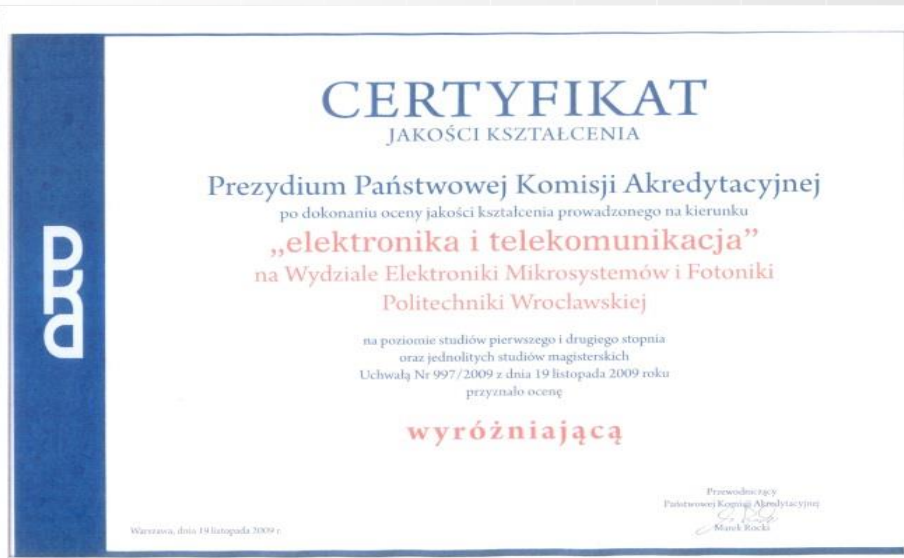 CERTYFIKAT
JAKOŚCI KSZTAŁCENIA
Prezydium Państwowej Komisji Akredytacyjnej
po dokonaniu oceny jakości kształcenia prowadzonego na kierunku
„elektronika i telekomunikacja”
na Wydziale Elektroniki Mikrosystemów i Fotoniki
Politechniki Wrocławskiej
na poziomie studiów pierwszego i drugiego stopnia
oraz jednolitych studiów magisterskich
Uchwałą Nr 997/2009 z dnia 19 listopada 2009 roku
przyznało ocenę
wyróżniającą
Przewodniczący
Państwowej Komisji Akredytacyjnej
Marek Rocki
Warszawa, dnia 19 listopada 2009 r.
PKA